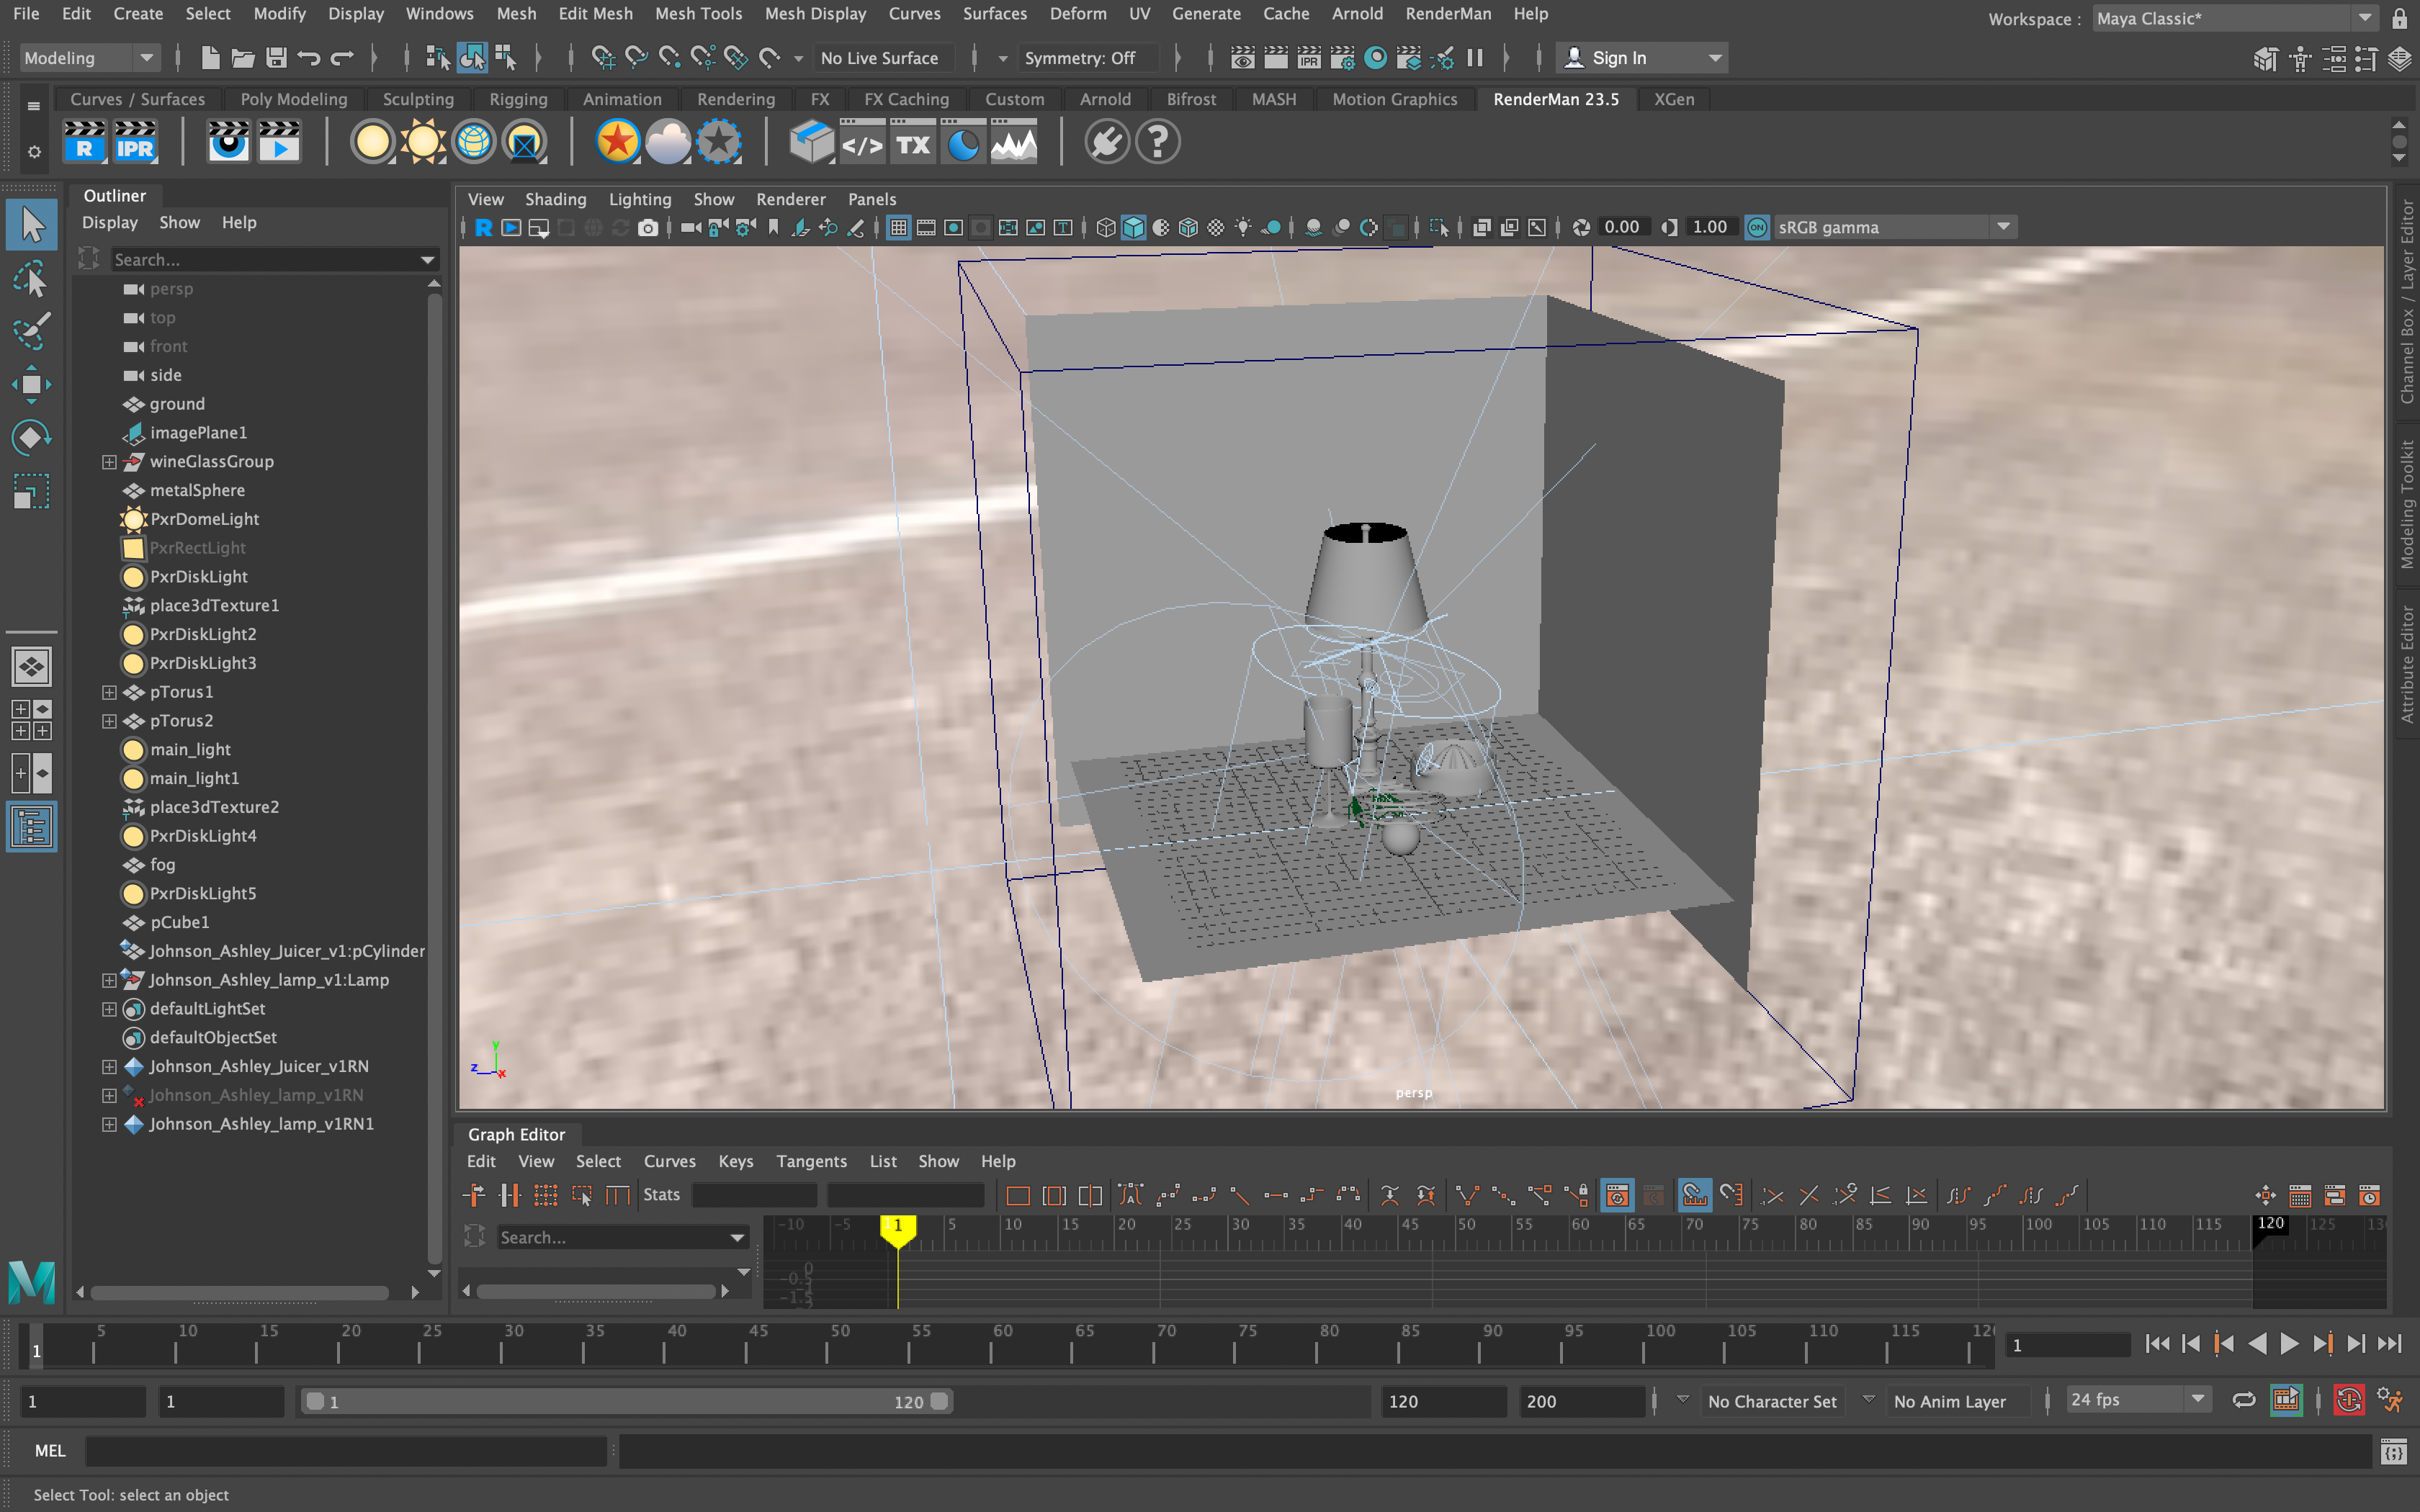 File Edit Create Select Modify Display Windows Mesh Edit Mesh Mesh Tools Mesh Display Curves Surfaces Deform UV Generate Cache Arnold RenderMan Help Workspace : Maya Classic*
Modeling No Live Surface Symmetry: Off IPR Sign In
Curves / Surfaces Poly Modeling Sculpting Rigging Animation Rendering FX FX Caching Custom Arnold Bifrost MASH Motion Graphics RenderMan 23.5 XGen
R IPR </> TX ?
Outliner
Display Show Help
Search...
persp
top
front
side
ground
imagePlane1
wineGlassGroup
metalSphere
PxrDomeLight
PxrRectLight
PxrDiskLight
place3dTexture1
PxrDiskLight2
PxrDiskLight3
pTorus1
pTorus2
main_light
main_light1
place3dTexture2
PxrDiskLight4
fog
PxrDiskLight5
pCube1
Johnson_Ashley_Juicer_v1:pCylinder
Johnson_Ashley_lamp_v1:Lamp
defaultLightSet
defaultObjectSet
Johnson_Ashley_Juicer_v1RN
Johnson_Ashley_lamp_v1RN
Johnson_Ashley_lamp_v1RN1
View Shading Lighting Show Renderer Panels
R T 0.00 1.00 ON sRGB gamma
y
z x
persp
Channel Box / Layer Editor
Modeling Toolkit
Attribute Editor
Graph Editor
Edit View Select Curves Keys Tangents List Show Help
Stats
Search...
-10 -5 1 5 10 15 20 25 30 35 40 45 50 55 60 65 70 75 80 85 90 95 100 105 110 115 120 125
0
-0.5
-1
-1.5
5 10 15 20 25 30 35 40 45 50 55 60 65 70 75 80 85 90 95 100 105 110 115
1 1
1 1 1 120 120 200 No Character Set No Anim Layer 24 fps
MEL
Select Tool: select an object